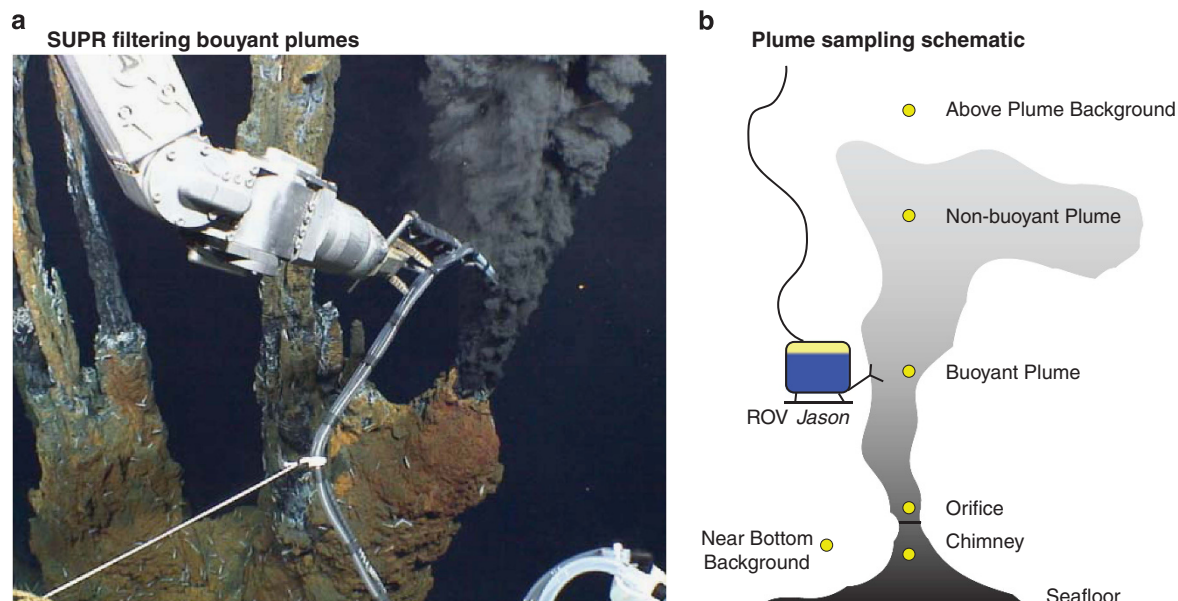 a
SUPR filtering bouyant plumes
b
Plume sampling schematic
Above Plume Background
Non-buoyant Plume
Buoyant Plume
ROV Jason
Orifice
Near Bottom
Background
Chimney
Seafloor